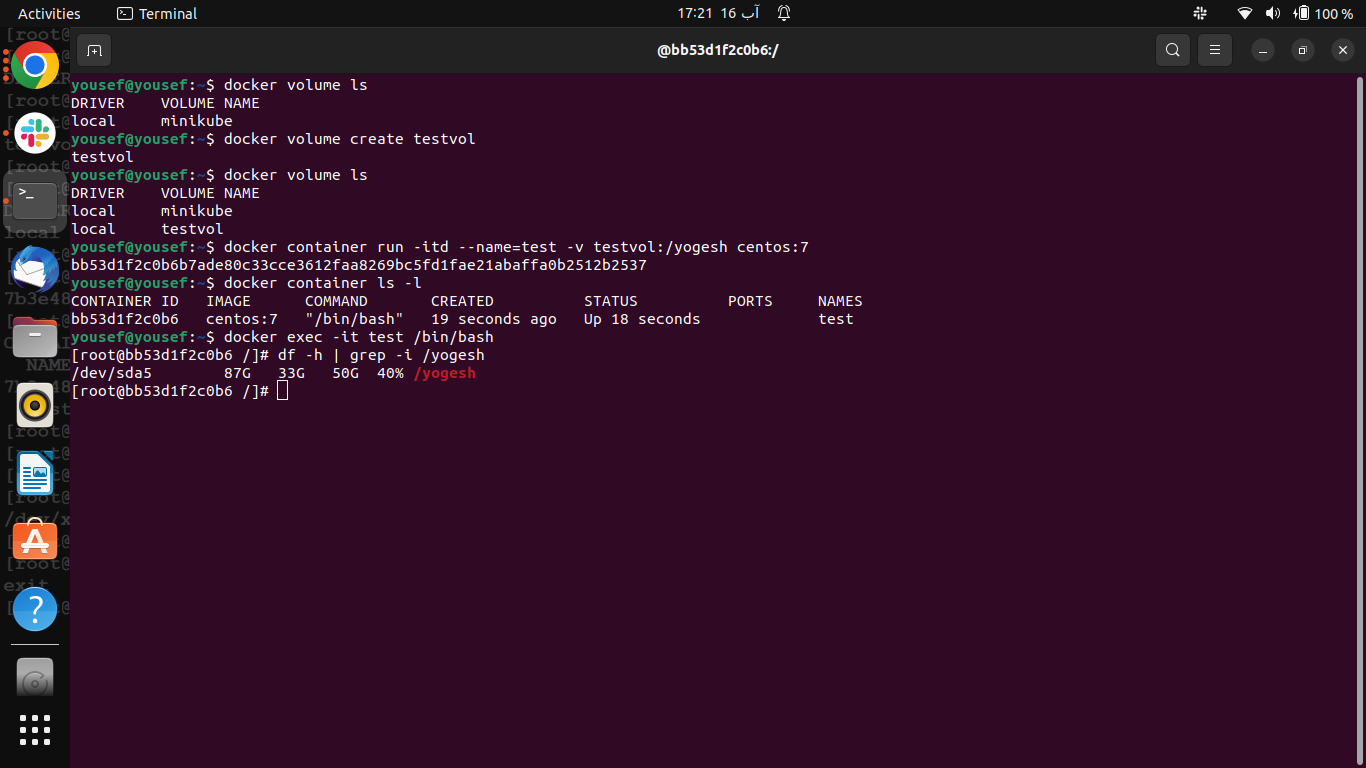 Activities Terminal 17:21 16 آب 100 %
@bb53d1f2c0b6:/
yousef@yousef:~$ docker volume ls
DRIVER    VOLUME NAME
local     minikube
yousef@yousef:~$ docker volume create testvol
testvol
yousef@yousef:~$ docker volume ls
DRIVER    VOLUME NAME
local     minikube
local     testvol
yousef@yousef:~$ docker container run -itd --name=test -v testvol:/yogesh centos:7
bb53d1f2c0b6b7ade80c33cce3612faa8269bc5fd1fae21abaffa0b2512b2537
yousef@yousef:~$ docker container ls -l
CONTAINER ID   IMAGE      COMMAND       CREATED          STATUS          PORTS     NAMES
bb53d1f2c0b6   centos:7   "/bin/bash"   19 seconds ago   Up 18 seconds             test
yousef@yousef:~$ docker exec -it test /bin/bash
[root@bb53d1f2c0b6 /]# df -h | grep -i /yogesh
/dev/sda5        87G   33G   50G  40% /yogesh
[root@bb53d1f2c0b6 /]#